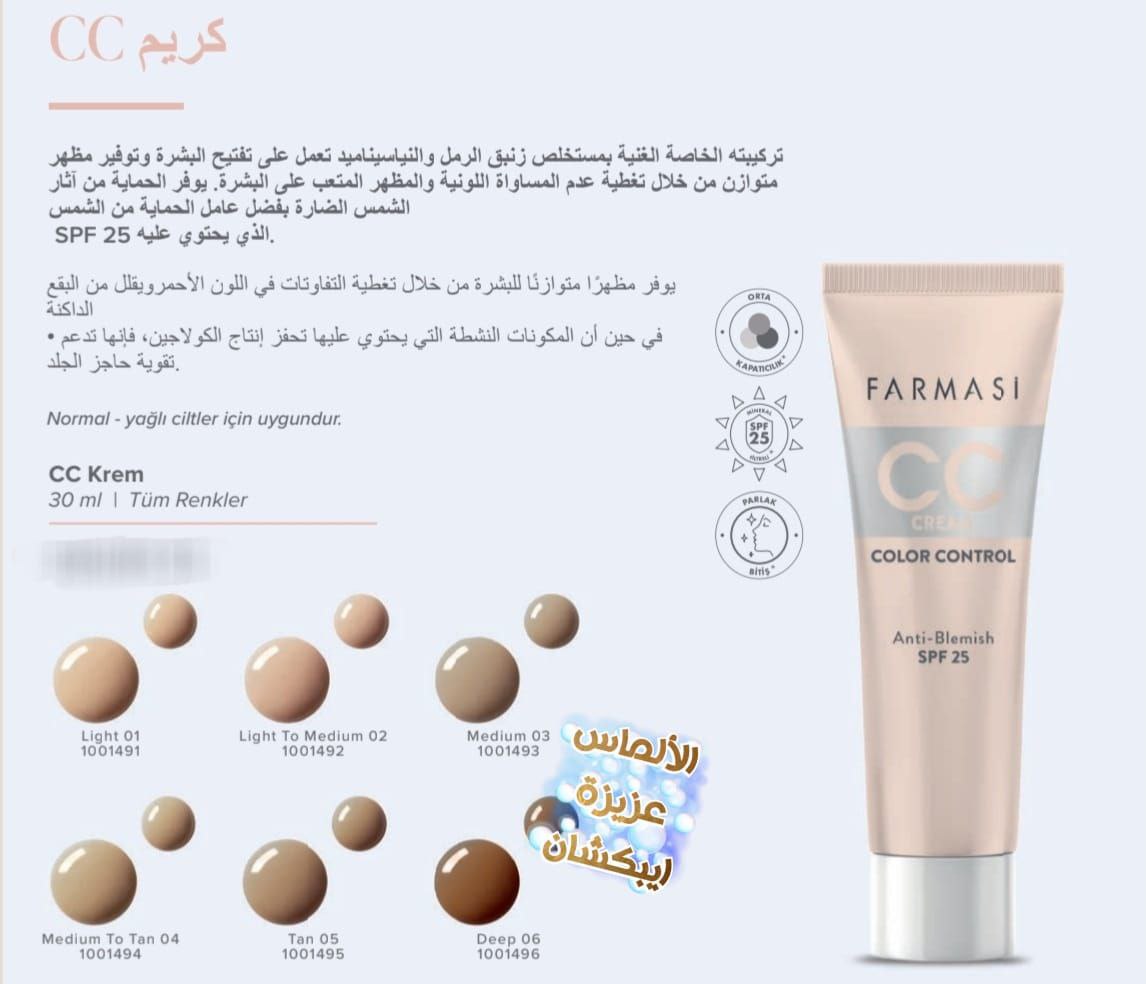 كريم CC
تركيبته الخاصة الغنية بمستخلص زنبق الرمل والنياسيناميد تعمل على تفتيح البشرة وتوفير مظهر
متوازن من خلال تغطية عدم المساواة اللونية والمظهر المتعب على البشرة. يوفر الحماية من آثار
الشمس الضارة بفضل عامل الحماية من الشمس
SPF 25 الذي يحتوي عليه.
يوفر مظهرًا متوازنًا للبشرة من خلال تغطية التفاوتات في اللون الأحمرويقلل من البقع
الداكنة
في حين أن المكونات النشطة التي يحتوي عليها تحفز إنتاج الكولاجين، فإنها تدعم •
تقوية حاجز الجلد.
Normal - yağlı ciltler için uygundur.
CC Krem
30 ml | Tüm Renkler
ORTA
KAPATICILIK*
MINERAL
SPF
25
FİLTRELİ*
PARLAK
BİTİŞ*
FARMASİ
CC
CREAM
COLOR CONTROL
Anti-Blemish
SPF 25
Light 01
1001491
Light To Medium 02
1001492
Medium 03
1001493
Medium To Tan 04
1001494
Tan 05
1001495
Deep 06
1001496
الألماس
عزيزة
ايبكشان